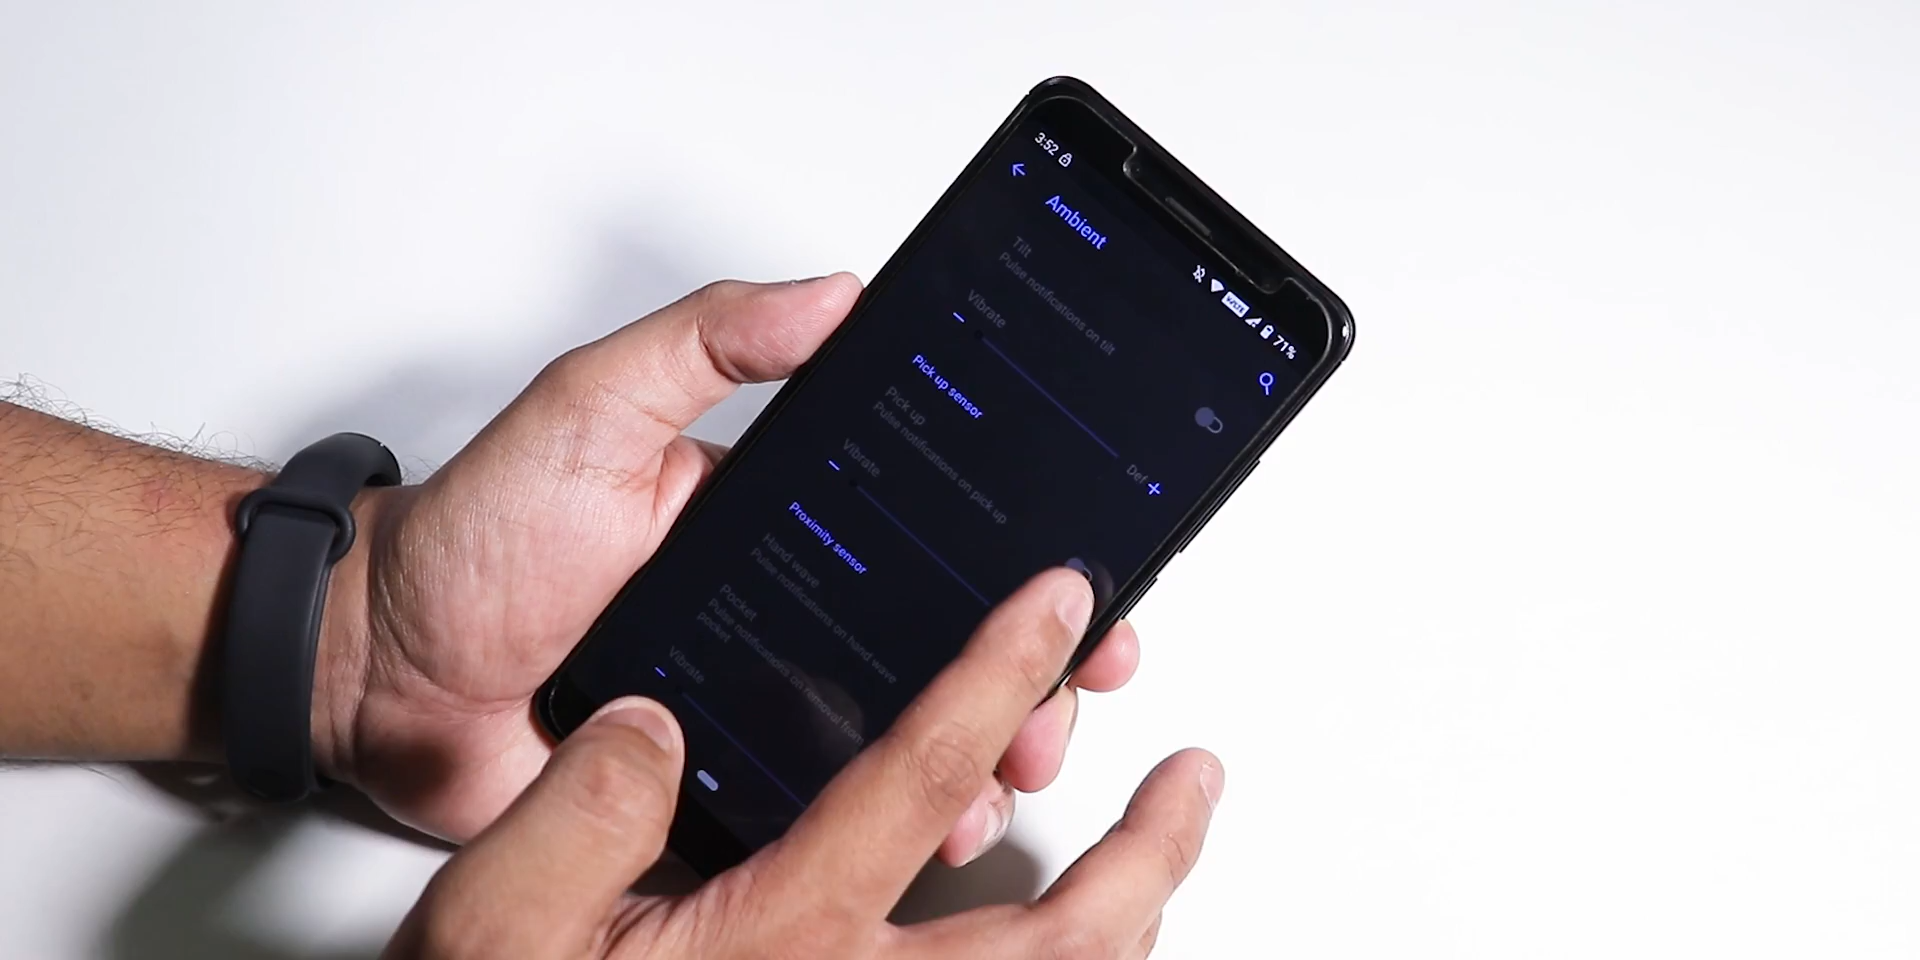 3:52
VoLTE
71%
Ambient
Tilt
Pulse notifications on tilt
Vibrate
Def
Pick up sensor
Pick up
Pulse notifications on pick up
Vibrate
Proximity sensor
Hand wave
Pulse notifications on hand wave
Pocket
Pulse notifications on removal from
pocket
Vibrate